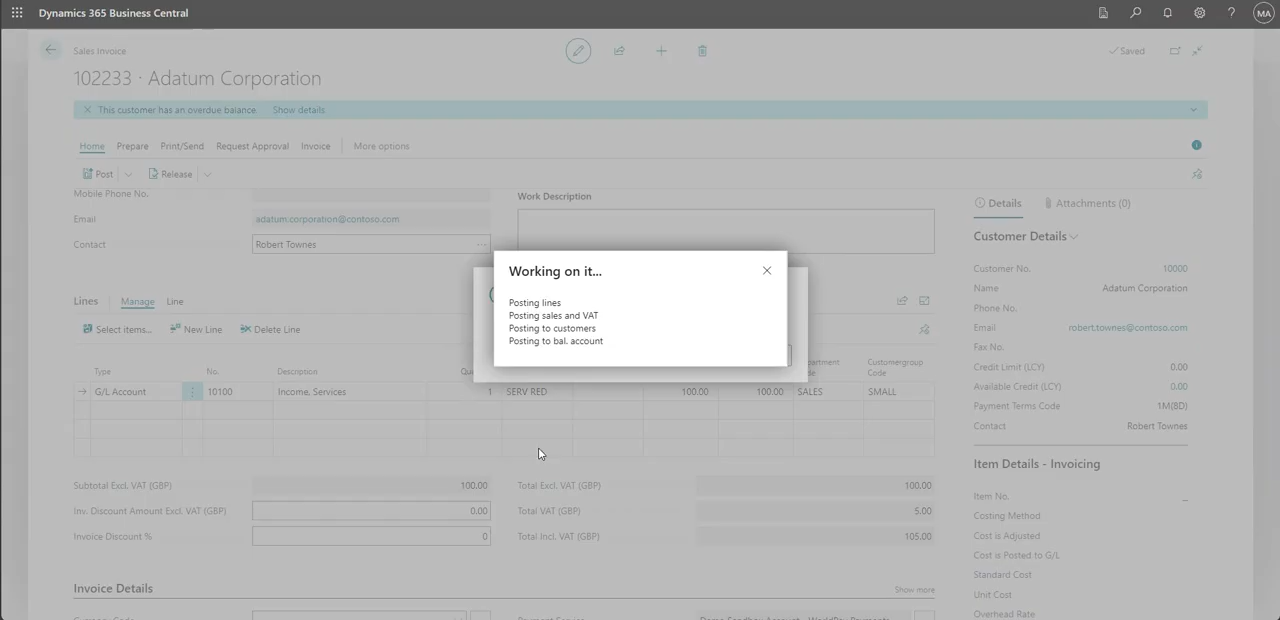 Dynamics 365 Business Central
MA
Sales Invoice
Saved
102233 · Adatum Corporation
This customer has an overdue balance. Show details
Home Prepare Print/Send Request Approval Invoice More options
Post Release
Mobile Phone No.
Work Description
Email adatum.corporation@contoso.com
Contact Robert Townes
Details Attachments (0)
Customer Details
Customer No. 10000
Name Adatum Corporation
Phone No.
Email robert.townes@contoso.com
Fax No.
Credit Limit (LCY) 0.00
Available Credit (LCY) 0.00
Payment Terms Code 1M(8D)
Contact Robert Townes
Working on it...
Posting lines
Posting sales and VAT
Posting to customers
Posting to bal. account
Lines Manage Line
Select items... New Line Delete Line
Type No. Description Customergroup
Code
G/L Account 10100 Income, Services 1 SERV RED 100.00 100.00 SALES SMALL
Subtotal Excl. VAT (GBP) 100.00 Total Excl. VAT (GBP) 100.00
Inv. Discount Amount Excl. VAT (GBP) 0.00 Total VAT (GBP) 5.00
Invoice Discount % 0 Total Incl. VAT (GBP) 105.00
Item Details - Invoicing
Item No. _
Costing Method
Cost is Adjusted
Cost is Posted to G/L
Standard Cost
Unit Cost
Overhead Rate
Invoice Details Show more